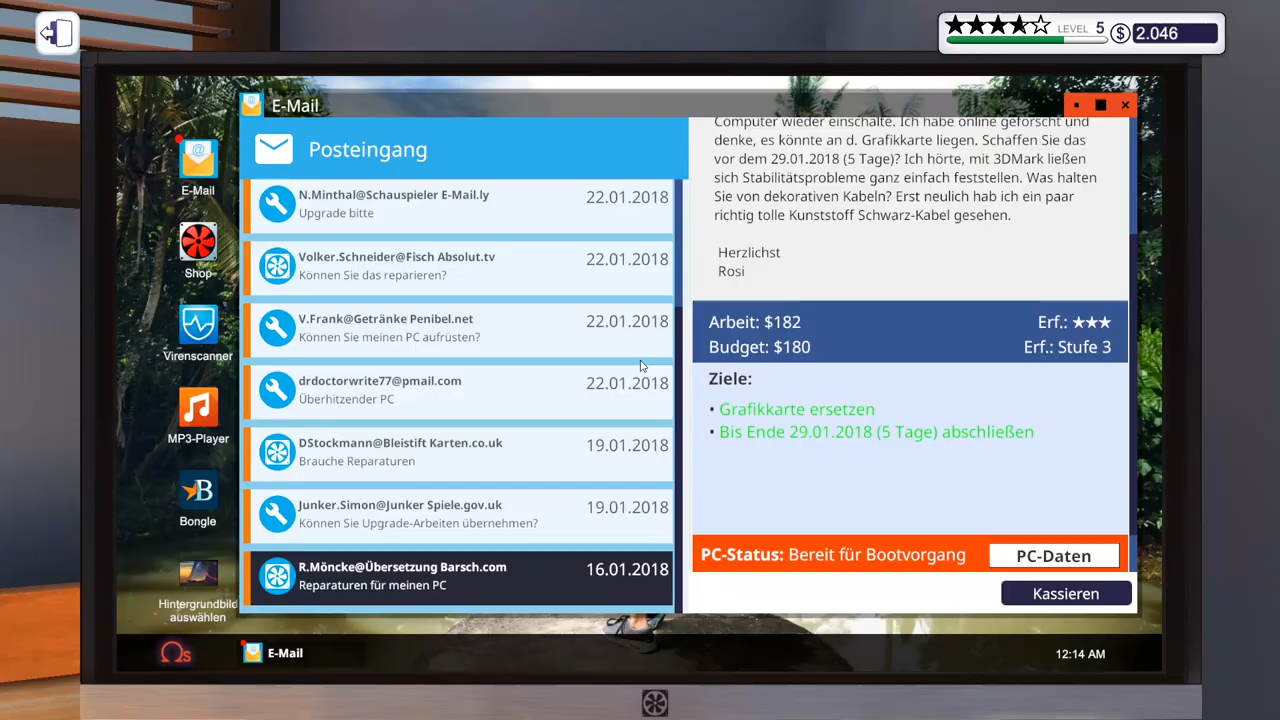 LEVEL 5
$ 2.046
E-Mail
Posteingang
N.Minthal@Schauspieler E-Mail.ly
22.01.2018
Upgrade bitte
Volker.Schneider@Fisch Absolut.tv
22.01.2018
Können Sie das reparieren?
V.Frank@Getränke Penibel.net
22.01.2018
Können Sie meinen PC aufrüsten?
drdoctorwrite77@pmail.com
22.01.2018
Überhitzender PC
DStockmann@Bleistift Karten.co.uk
19.01.2018
Brauche Reparaturen
Junker.Simon@Junker Spiele.gov.uk
19.01.2018
Können Sie Upgrade-Arbeiten übernehmen?
R.Möncke@Übersetzung Barsch.com
16.01.2018
Reparaturen für meinen PC
Computer wieder einschalte. Ich habe online geforscht und
denke, es könnte an d. Grafikkarte liegen. Schaffen Sie das
vor dem 29.01.2018 (5 Tage)? Ich hörte, mit 3DMark ließen
sich Stabilitätsprobleme ganz einfach feststellen. Was halten
Sie von dekorativen Kabeln? Erst neulich hab ich ein paar
richtig tolle Kunststoff Schwarz-Kabel gesehen.
Herzlichst
Rosi
Arbeit: $182
Erf.: ★★★
Budget: $180
Erf.: Stufe 3
Ziele:
• Grafikkarte ersetzen
• Bis Ende 29.01.2018 (5 Tage) abschließen
PC-Status: Bereit für Bootvorgang
PC-Daten
Kassieren
E-Mail
Shop
Virenscanner
MP3-Player
B
Bongle
Hintergrundbild
auswählen
Ωs
E-Mail
12:14 AM